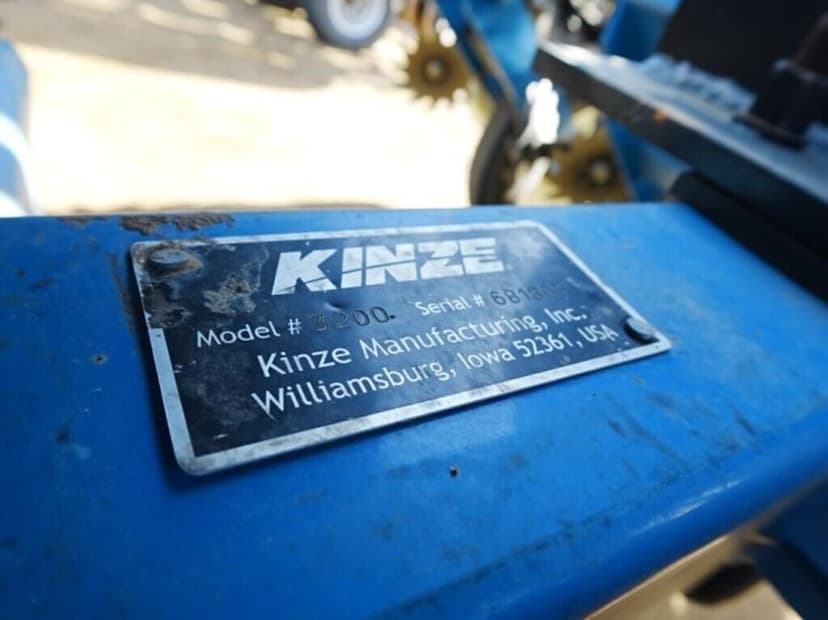 KINZE
Model # 3200 Serial #
Kinze Manufacturing, Inc.
Williamsburg, Iowa 52361, USA